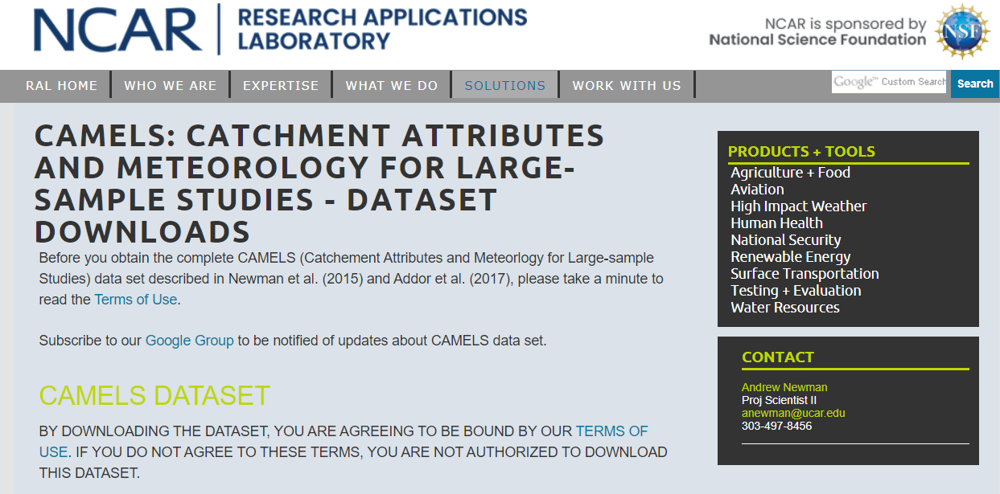 NCAR
RESEARCH APPLICATIONS
LABORATORY
NCAR is sponsored by
National Science Foundation
NSF
RAL HOME
WHO WE ARE
EXPERTISE
WHAT WE DO
SOLUTIONS
WORK WITH US
Google™ Custom Search
Search
CAMELS: CATCHMENT ATTRIBUTES
AND METEOROLOGY FOR LARGE-
SAMPLE STUDIES - DATASET
DOWNLOADS
Before you obtain the complete CAMELS (Catchement Attributes and Meteorlogy for Large-sample
Studies) data set described in Newman et al. (2015) and Addor et al. (2017), please take a minute to
read the Terms of Use.
Subscribe to our Google Group to be notified of updates about CAMELS data set.
CAMELS DATASET
BY DOWNLOADING THE DATASET, YOU ARE AGREEING TO BE BOUND BY OUR TERMS OF
USE. IF YOU DO NOT AGREE TO THESE TERMS, YOU ARE NOT AUTHORIZED TO DOWNLOAD
THIS DATASET.
PRODUCTS + TOOLS
Agriculture + Food
Aviation
High Impact Weather
Human Health
National Security
Renewable Energy
Surface Transportation
Testing + Evaluation
Water Resources
CONTACT
Andrew Newman
Proj Scientist II
anewman@ucar.edu
303-497-8456